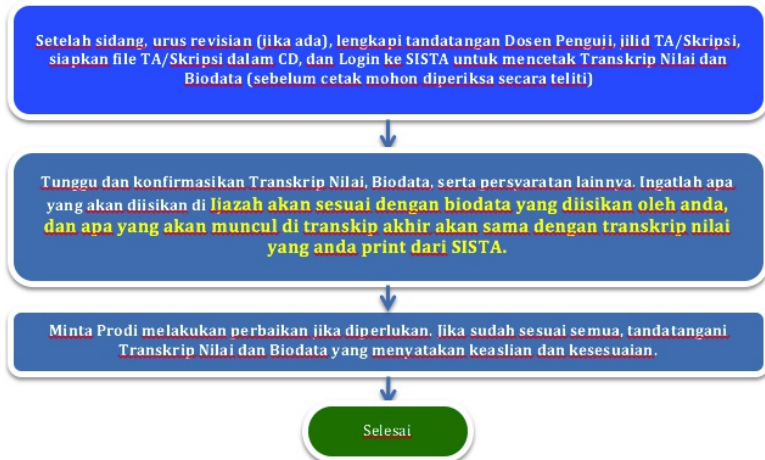 Setelah sidang, urus revisian (jika ada), lengkapi tandatangan Dosen Penguji, jilid TA/Skripsi,
siapkan file TA/Skripsi dalam CD, dan Login ke SISTA untuk mencetak Transkrip Nilai dan
Biodata (sebelum cetak mohon diperiksa secara teliti)
Tunggu dan konfirmasikan Transkrip Nilai, Biodata, serta persyaratan lainnya. Ingatlah apa
yang akan diisikan di Ijazah akan sesuai dengan biodata yang diisikan oleh anda,
dan apa yang akan muncul di transkip akhir akan sama dengan transkrip nilai
yang anda print dari SISTA.
Minta Prodi melakukan perbaikan jika diperlukan. Jika sudah sesuai semua, tandatangani
Transkrip Nilai dan Biodata yang menyatakan keaslian dan kesesuaian.
Selesai